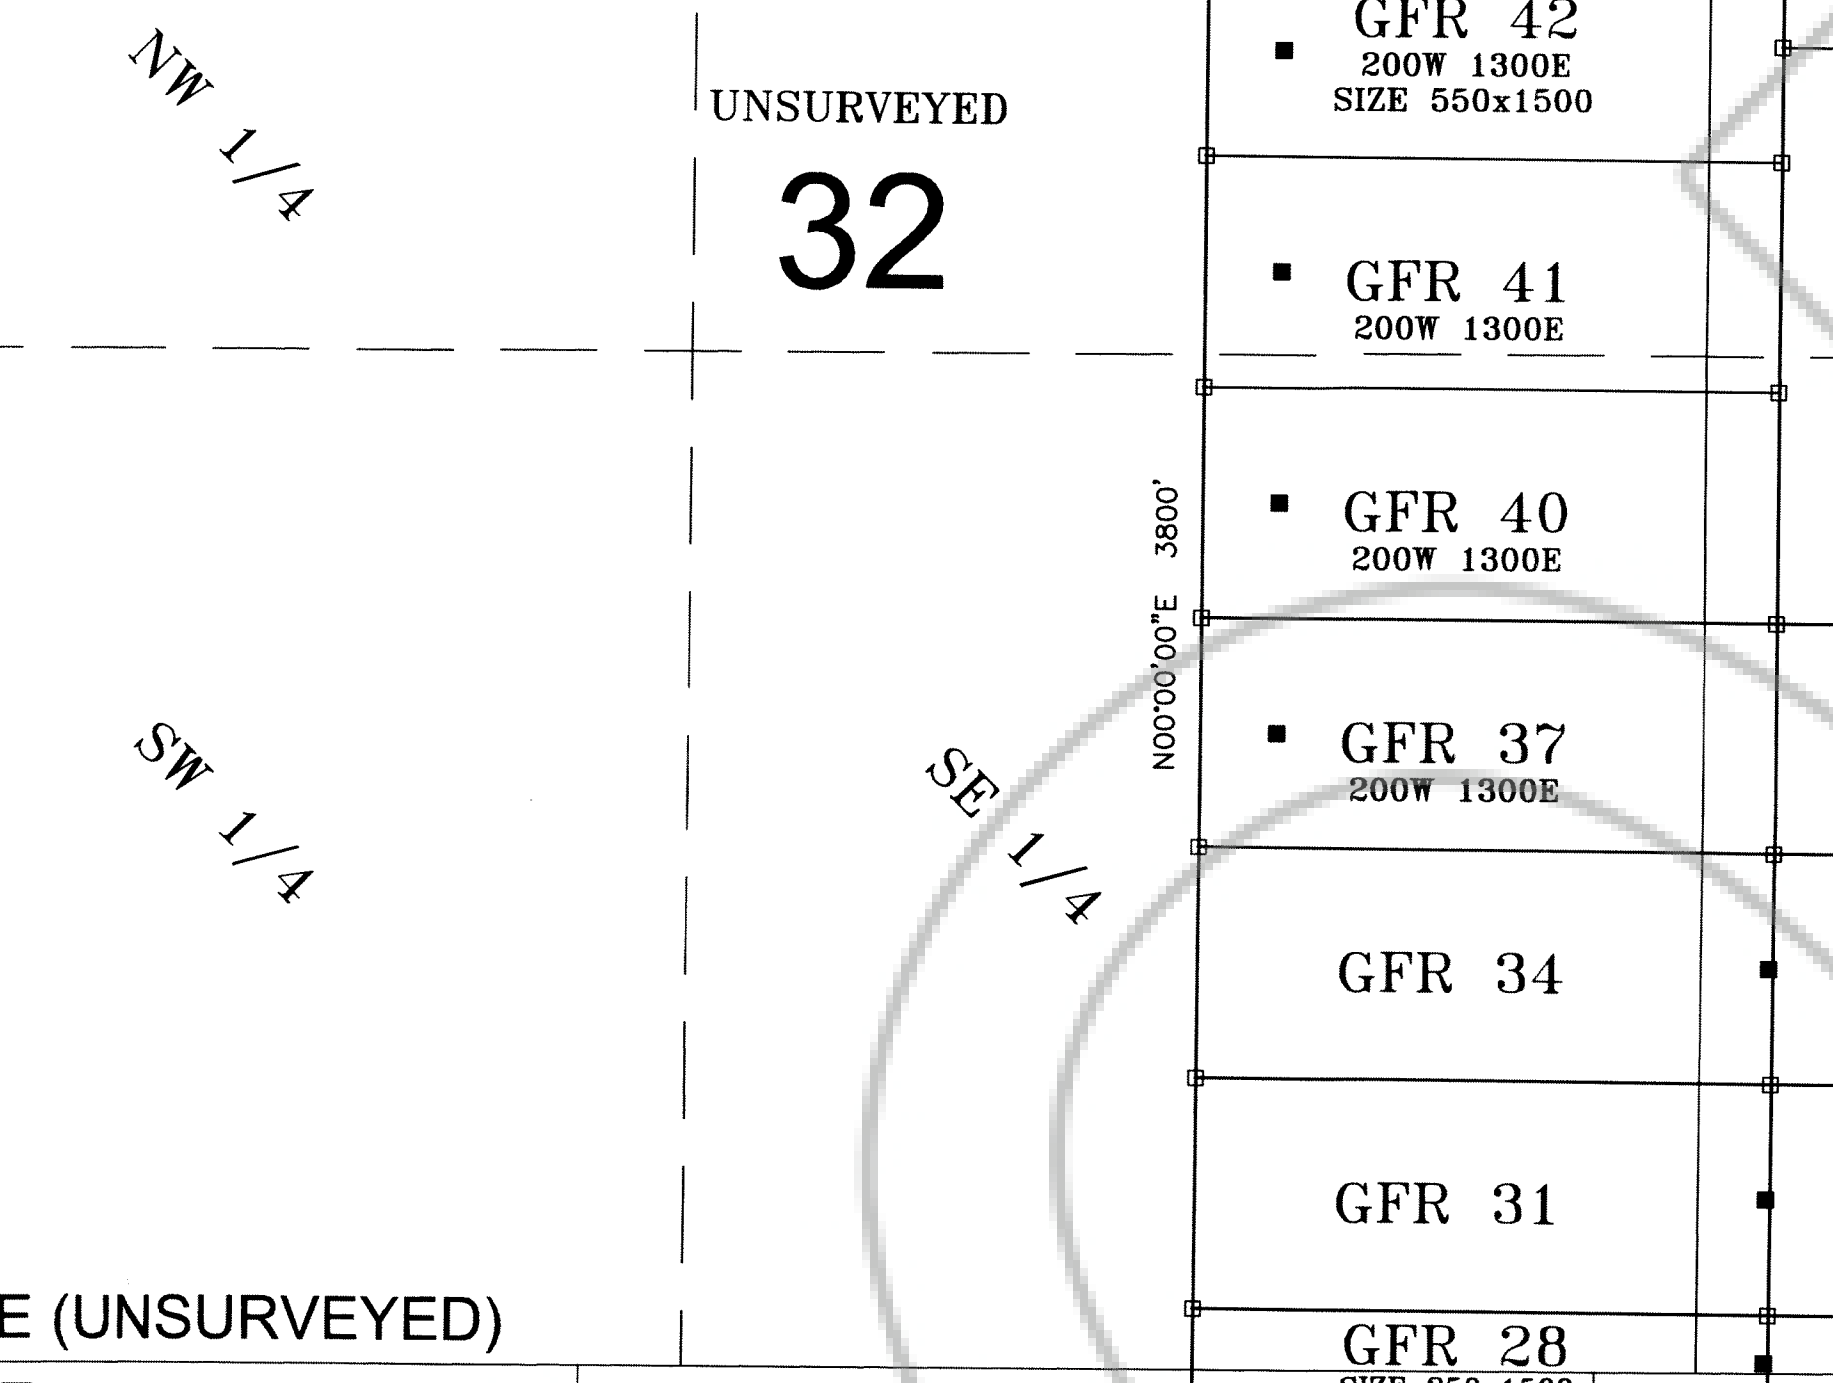 NW 1/4
UNSURVEYED
32
GFR 42
200W 1300E
SIZE 550x1500
GFR 41
200W 1300E
N00°00'00"E 3800'
GFR 40
200W 1300E
GFR 37
200W 1300E
SW 1/4
SE 1/4
GFR 34
GFR 31
E (UNSURVEYED)
GFR 28